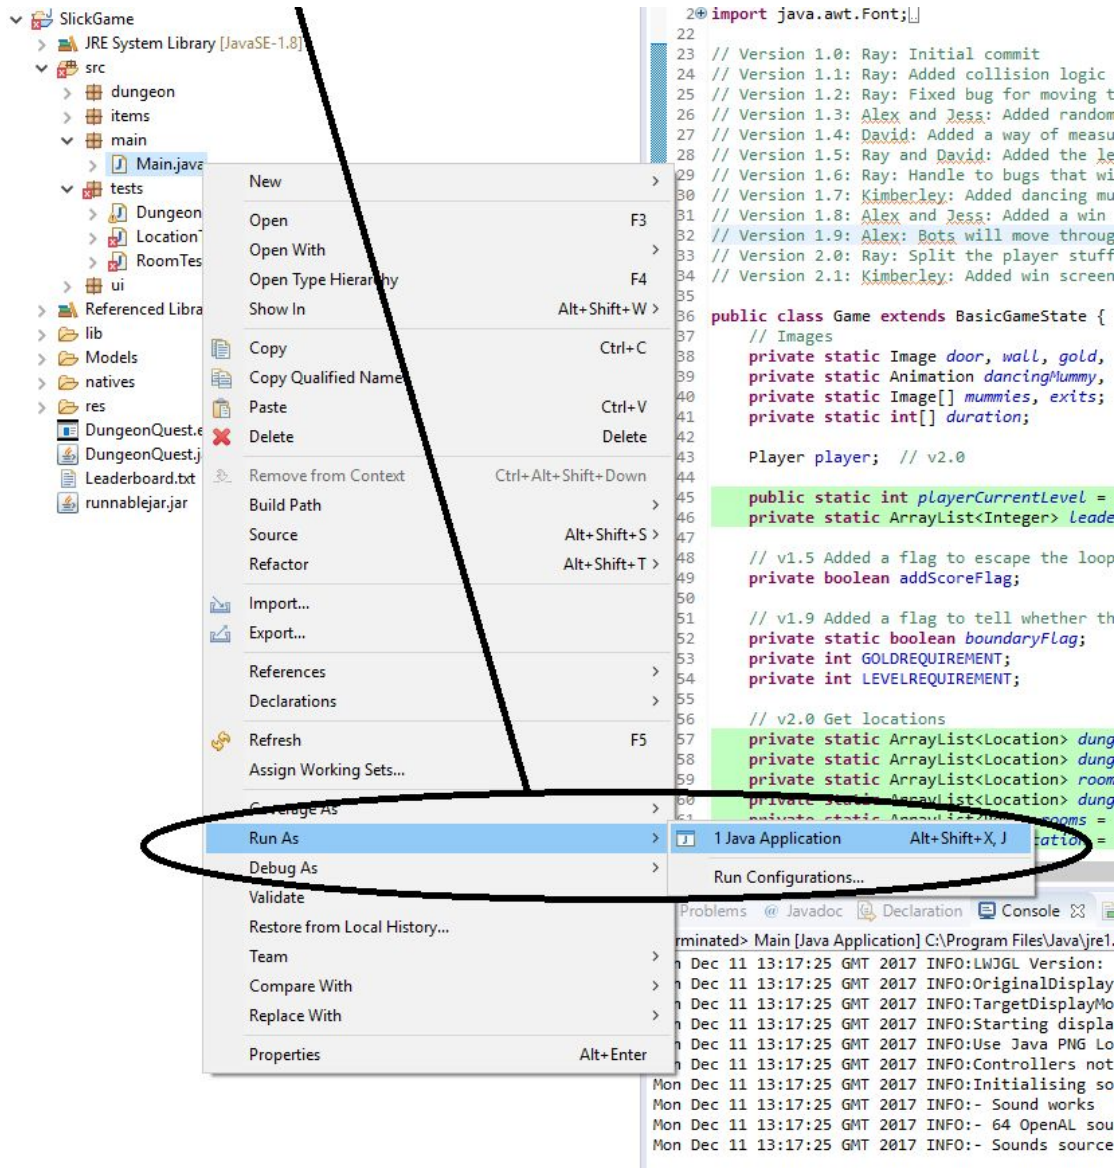 SlickGame
JRE System Library [JavaSE-1.8]
src
dungeon
items
main
Main.java
tests
Dungeon
Location
RoomTes
ui
Referenced Libra
lib
Models
natives
res
DungeonQuest.e
DungeonQuest.j
Leaderboard.txt
runnablejar.jar
New
Open F3
Open With
Open Type Hierarchy F4
Show In Alt+Shift+W
Copy Ctrl+C
Copy Qualified Name
Paste Ctrl+V
Delete Delete
Remove from Context Ctrl+Alt+Shift+Down
Build Path
Source Alt+Shift+S
Refactor Alt+Shift+T
Import...
Export...
References
Declarations
Refresh F5
Assign Working Sets...
Coverage As
Run As
Debug As
Validate
Restore from Local History...
Team
Compare With
Replace With
Properties Alt+Enter
1 Java Application Alt+Shift+X, J
Run Configurations...
2 import java.awt.Font;
22
23 // Version 1.0: Ray: Initial commit
24 // Version 1.1: Ray: Added collision logic
25 // Version 1.2: Ray: Fixed bug for moving t
26 // Version 1.3: Alex and Jess: Added random
27 // Version 1.4: David: Added a way of measu
28 // Version 1.5: Ray and David: Added the le
29 // Version 1.6: Ray: Handle to bugs that wi
30 // Version 1.7: Kimberley: Added dancing mu
31 // Version 1.8: Alex and Jess: Added a win
32 // Version 1.9: Alex: Bots will move throug
33 // Version 2.0: Ray: Split the player stuff
34 // Version 2.1: Kimberley: Added win screen
35
36 public class Game extends BasicGameState {
37 // Images
38 private static Image door, wall, gold,
39 private static Animation dancingMummy,
40 private static Image[] mummies, exits;
41 private static int[] duration;
42
43 Player player; // v2.0
44
45 public static int playerCurrentLevel =
46 private static ArrayList<Integer> leade
47
48 // v1.5 Added a flag to escape the loop
49 private boolean addScoreFlag;
50
51 // v1.9 Added a flag to tell whether th
52 private static boolean boundaryFlag;
53 private int GOLDREQUIREMENT;
54 private int LEVELREQUIREMENT;
55
56 // v2.0 Get locations
57 private static ArrayList<Location> dung
58 private static ArrayList<Location> dung
59 private static ArrayList<Location> room
60 private static ArrayList<Location> dung
61 private static ooms =
ation =
Problems Javadoc Declaration Console
rminated> Main [Java Application] C:\Program Files\Java\jre1.
n Dec 11 13:17:25 GMT 2017 INFO:LWJGL Version:
n Dec 11 13:17:25 GMT 2017 INFO:OriginalDisplay
n Dec 11 13:17:25 GMT 2017 INFO:TargetDisplayMo
n Dec 11 13:17:25 GMT 2017 INFO:Starting displa
n Dec 11 13:17:25 GMT 2017 INFO:Use Java PNG Lo
n Dec 11 13:17:25 GMT 2017 INFO:Controllers not
Mon Dec 11 13:17:25 GMT 2017 INFO:Initialising so
Mon Dec 11 13:17:25 GMT 2017 INFO:- Sound works
Mon Dec 11 13:17:25 GMT 2017 INFO:- 64 OpenAL sou
Mon Dec 11 13:17:25 GMT 2017 INFO:- Sounds source